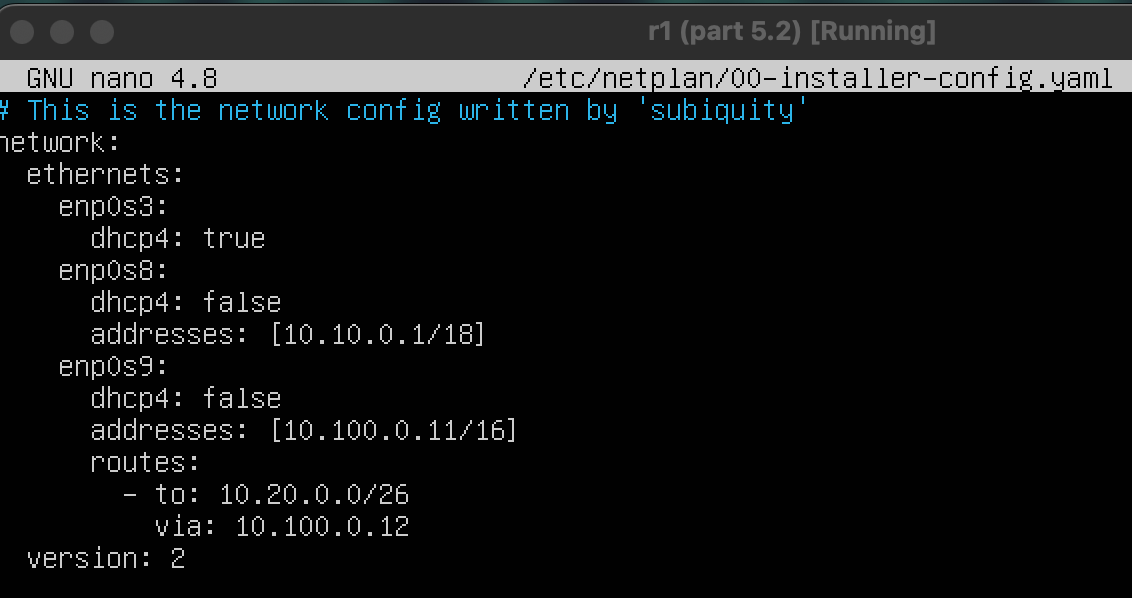 r1 (part 5.2) [Running]
GNU nano 4.8 /etc/netplan/00-installer-config.yaml
# This is the network config written by 'subiquity'
network:
  ethernets:
    enp0s3:
      dhcp4: true
    enp0s8:
      dhcp4: false
      addresses: [10.10.0.1/18]
    enp0s9:
      dhcp4: false
      addresses: [10.100.0.11/16]
      routes:
        - to: 10.20.0.0/26
          via: 10.100.0.12
  version: 2